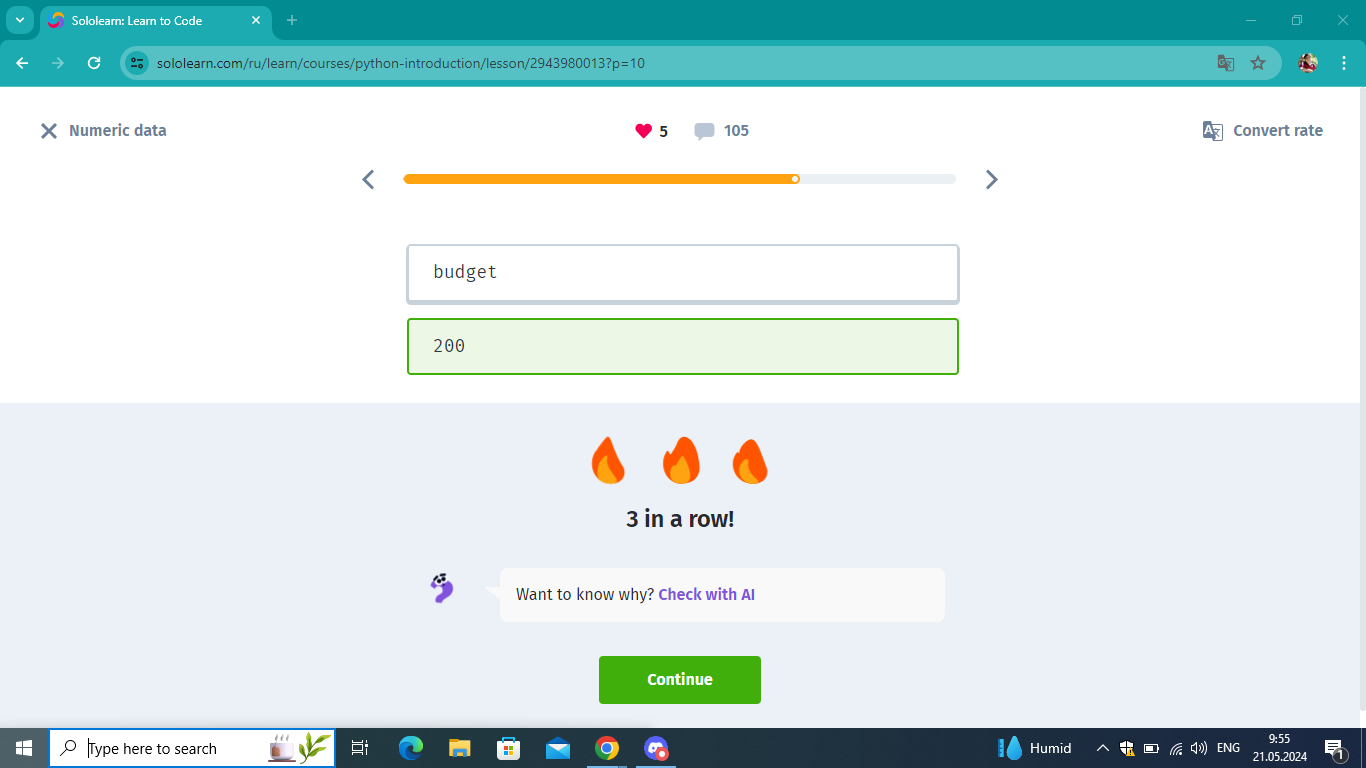 Sololearn: Learn to Code
sololearn.com/ru/learn/courses/python-introduction/lesson/2943980013?p=10
Numeric data
5
105
Convert rate
budget
200
3 in a row!
Want to know why? Check with AI
Continue
Type here to search
Humid
ENG
9:55
21.05.2024
1